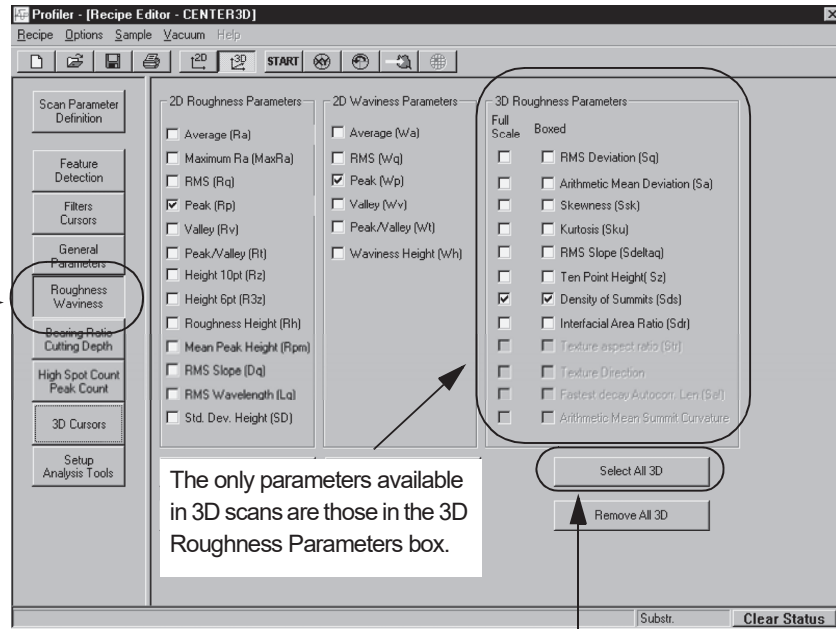 Profiler - [Recipe Editor - CENTER3D]
Recipe Options Sample Vacuum Help
2D 3D START XY
Scan Parameter
Definition
Feature
Detection
Filters
Cursors
General
Parameters
Roughness
Waviness
Bearing Ratio
Cutting Depth
High Spot Count
Peak Count
3D Cursors
Setup
Analysis Tools
2D Roughness Parameters
Average (Ra)
Maximum Ra (MaxRa)
RMS (Rq)
Peak (Rp)
Valley (Rv)
Peak/Valley (Rt)
Height 10pt (Rz)
Height 6pt (R3z)
Roughness Height (Rh)
Mean Peak Height (Rpm)
RMS Slope (Dq)
RMS Wavelength (Lq)
Std. Dev. Height (SD)
2D Waviness Parameters
Average (Wa)
RMS (Wq)
Peak (Wp)
Valley (Wv)
Peak/Valley (Wt)
Waviness Height (Wh)
3D Roughness Parameters
Full
Scale
Boxed
RMS Deviation (Sq)
Arithmetic Mean Deviation (Sa)
Skewness (Ssk)
Kurtosis (Sku)
RMS Slope (Sdeltaq)
Ten Point Height( Sz)
Density of Summits (Sds)
Interfacial Area Ratio (Sdr)
Texture aspect ratio (Str)
Texture Direction
Fastest decay Autocorr. Len (Sal)
Arithmetic Mean Summit Curvature
The only parameters available
in 3D scans are those in the 3D
Roughness Parameters box.
Select All 3D
Remove All 3D
Substr. Clear Status